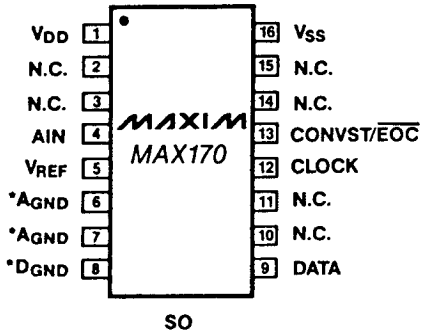 VDD 1 16 VSS
N.C. 2 15 N.C.
N.C. 3 14 N.C.
AIN 4 MAXIM 13 CONVST/EOC
VREF 5 MAX170 12 CLOCK
*AGND 6 11 N.C.
*AGND 7 10 N.C.
*DGND 8 9 DATA
SO